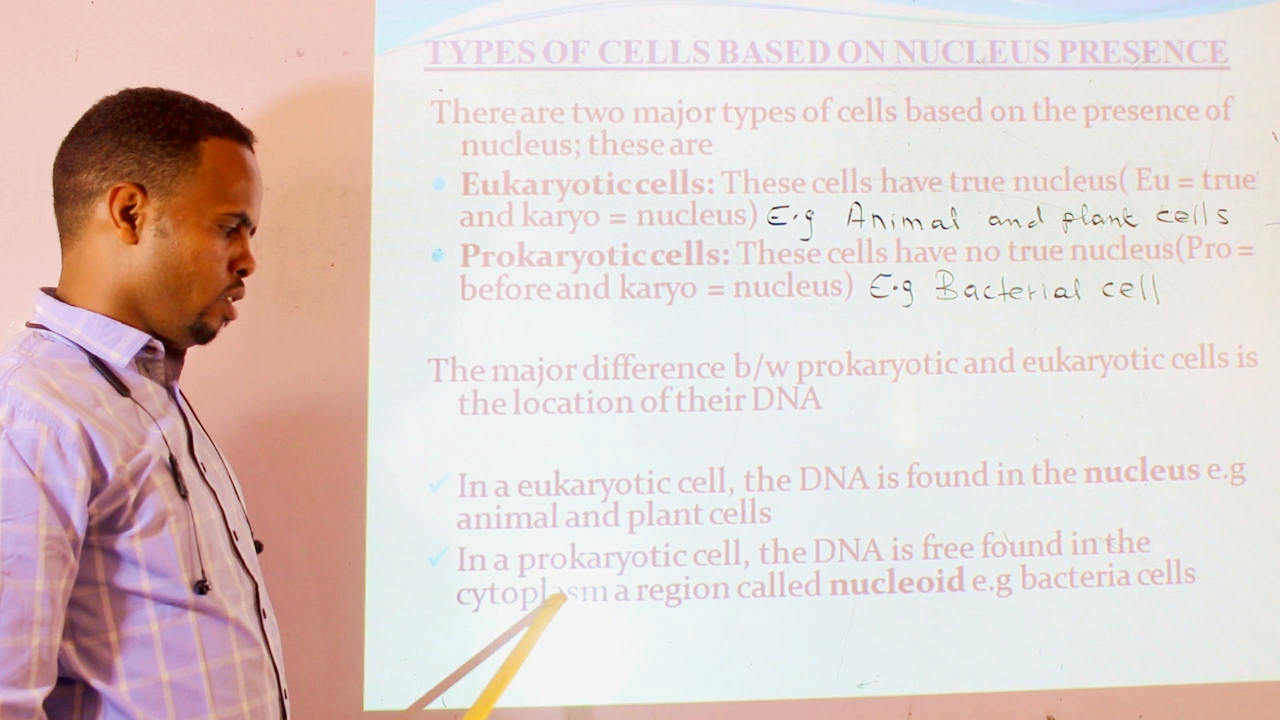 TYPES OF CELLS BASED ON NUCLEUS PRESENCE
There are two major types of cells based on the presence of
nucleus; these are
Eukaryotic cells: These cells have true nucleus( Eu = true
and karyo = nucleus) E.g Animal and plant cells
Prokaryotic cells: These cells have no true nucleus(Pro =
before and karyo = nucleus) E.g Bacterial cell
The major difference b/w prokaryotic and eukaryotic cells is
the location of their DNA
✓ In a eukaryotic cell, the DNA is found in the nucleus e.g
animal and plant cells
✓ In a prokaryotic cell, the DNA is free found in the
cytoplasm a region called nucleoid e.g bacteria cells